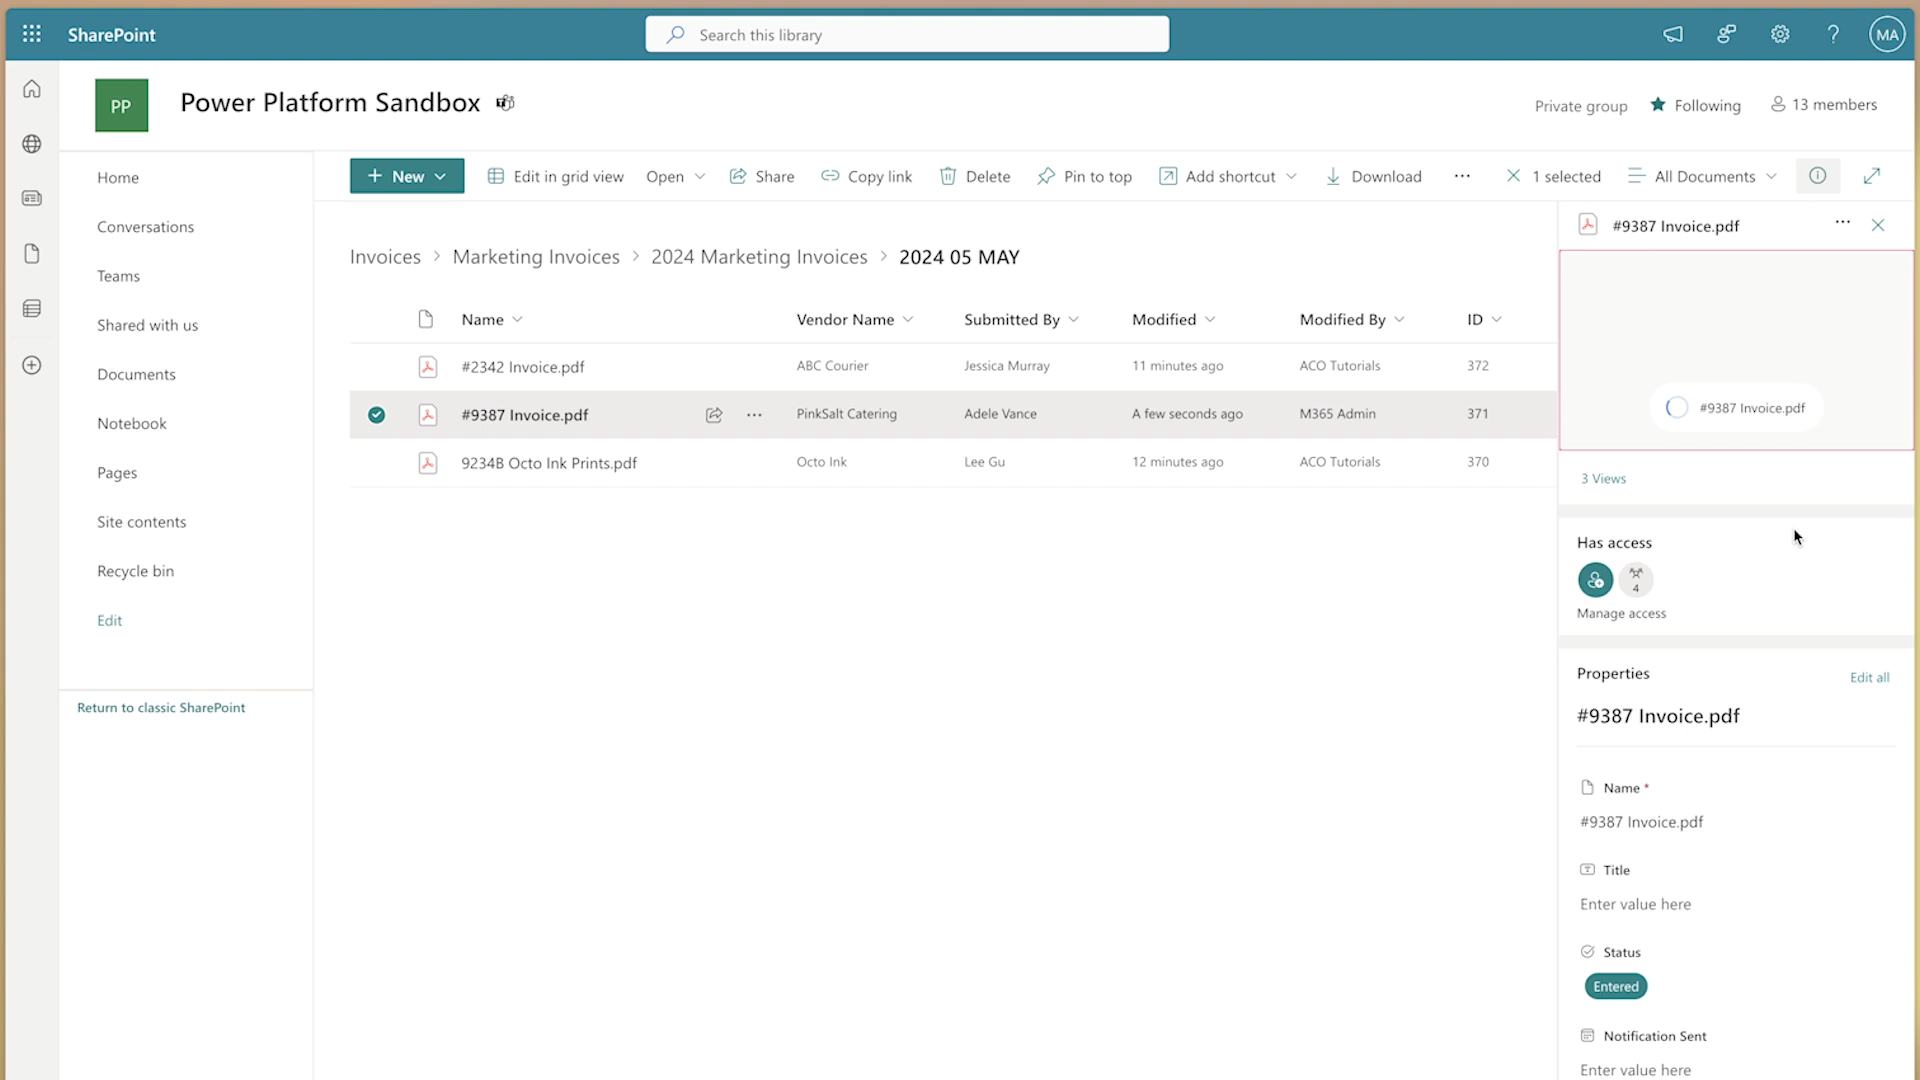 SharePoint
Search this library
MA
PP
Power Platform Sandbox
Private group
Following
13 members
Home
Conversations
Teams
Shared with us
Documents
Notebook
Pages
Site contents
Recycle bin
Edit
Return to classic SharePoint
New
Edit in grid view
Open
Share
Copy link
Delete
Pin to top
Add shortcut
Download
1 selected
All Documents
Invoices > Marketing Invoices > 2024 Marketing Invoices > 2024 05 MAY
Name Vendor Name Submitted By Modified Modified By ID
#2342 Invoice.pdf ABC Courier Jessica Murray 11 minutes ago ACO Tutorials 372
#9387 Invoice.pdf PinkSalt Catering Adele Vance A few seconds ago M365 Admin 371
9234B Octo Ink Prints.pdf Octo Ink Lee Gu 12 minutes ago ACO Tutorials 370
#9387 Invoice.pdf
#9387 Invoice.pdf
3 Views
Has access
4
Manage access
Properties
Edit all
#9387 Invoice.pdf
Name *
#9387 Invoice.pdf
Title
Enter value here
Status
Entered
Notification Sent
Enter value here